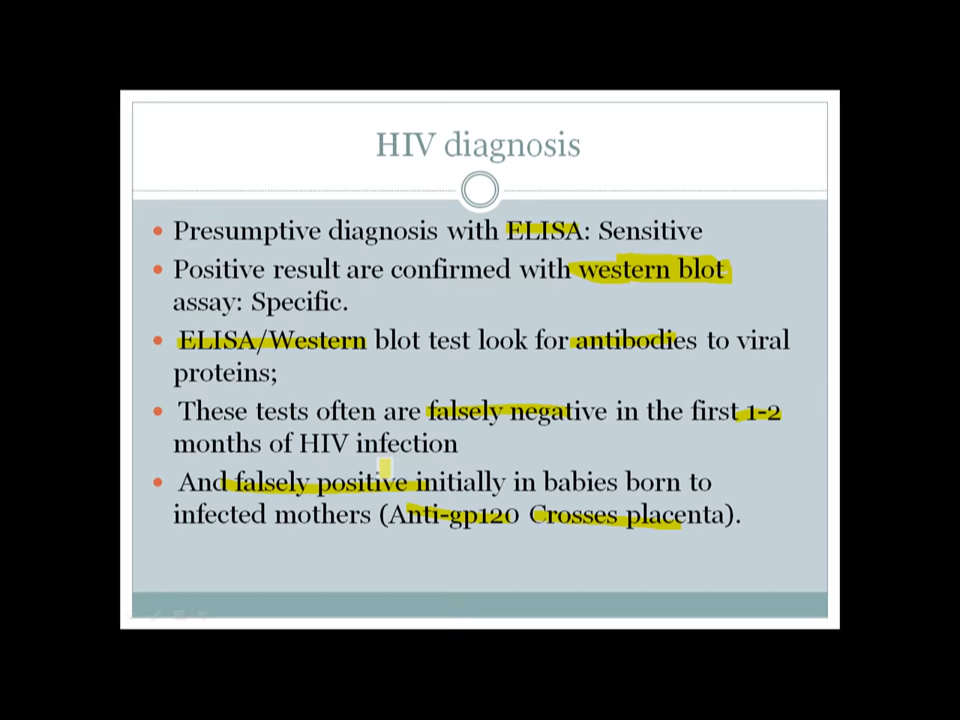 HIV diagnosis
Presumptive diagnosis with ELISA: Sensitive
Positive result are confirmed with western blot
assay: Specific.
ELISA/Western blot test look for antibodies to viral
proteins;
These tests often are falsely negative in the first 1-2
months of HIV infection
And falsely positive initially in babies born to
infected mothers (Anti-gp120 Crosses placenta).